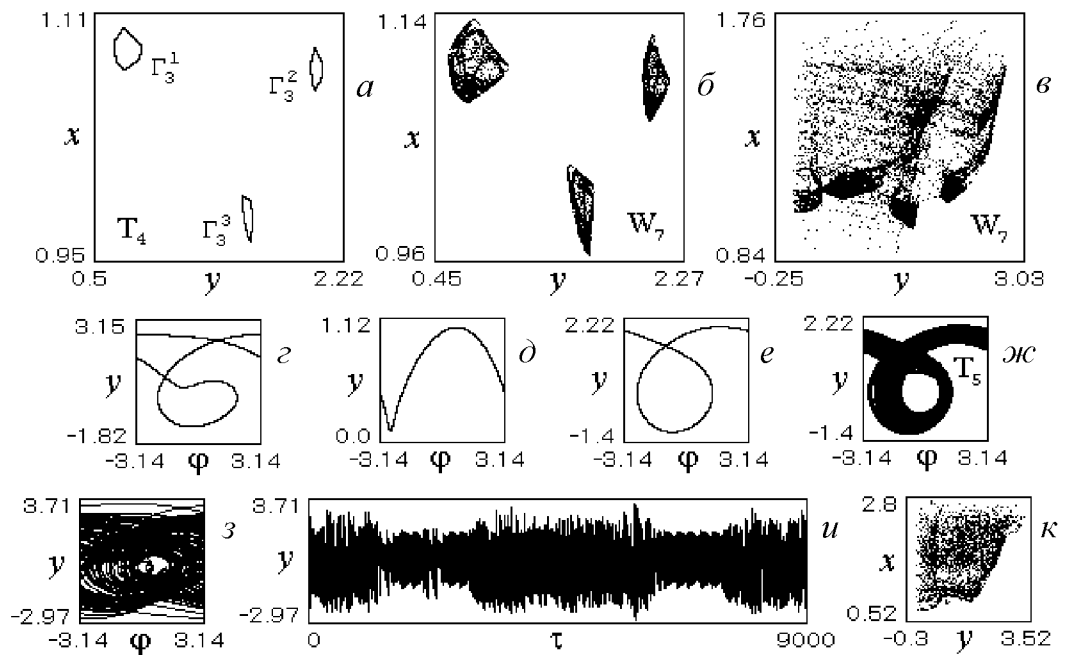 1.11
Γ₃¹
Γ₃²
а
x
T₄
Γ₃³
0.95
0.5
y
2.22
1.14
б
x
W₇
0.96
0.45
y
2.27
1.76
в
x
W₇
0.84
-0.25
y
3.03
3.15
г
y
-1.82
-3.14
φ
3.14
1.12
д
y
0.0
-3.14
φ
3.14
2.22
е
y
-1.4
-3.14
φ
3.14
2.22
ж
y
T₅
-1.4
-3.14
φ
3.14
3.71
з
y
-2.97
-3.14
φ
3.14
3.71
и
y
-2.97
0
τ
9000
2.8
к
x
0.52
-0.3
y
3.52